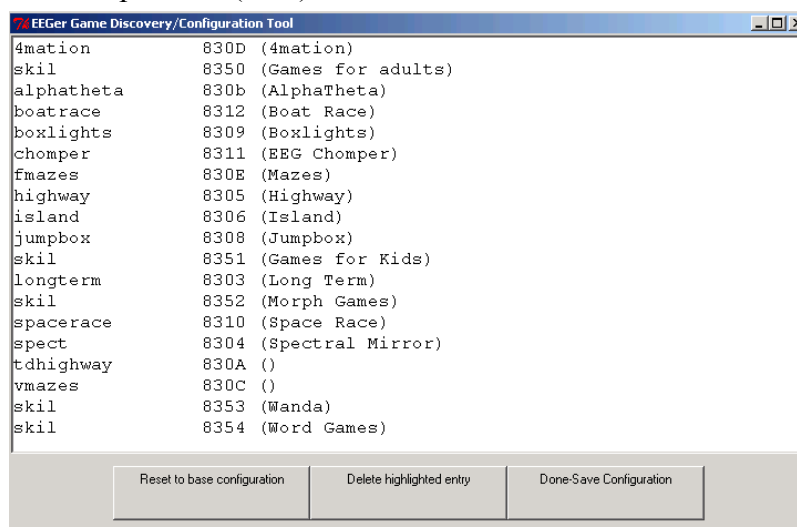 EEGer Game Discovery/Configuration Tool
4mation 830D (4mation)
skil 8350 (Games for adults)
alphatheta 830b (AlphaTheta)
boatrace 8312 (Boat Race)
boxlights 8309 (Boxlights)
chomper 8311 (EEG Chomper)
fmazes 830E (Mazes)
highway 8305 (Highway)
island 8306 (Island)
jumpbox 8308 (Jumpbox)
skil 8351 (Games for Kids)
longterm 8303 (Long Term)
skil 8352 (Morph Games)
spacerace 8310 (Space Race)
spect 8304 (Spectral Mirror)
tdhighway 830A ()
vmazes 830C ()
skil 8353 (Wanda)
skil 8354 (Word Games)
Reset to base configuration Delete highlighted entry Done-Save Configuration